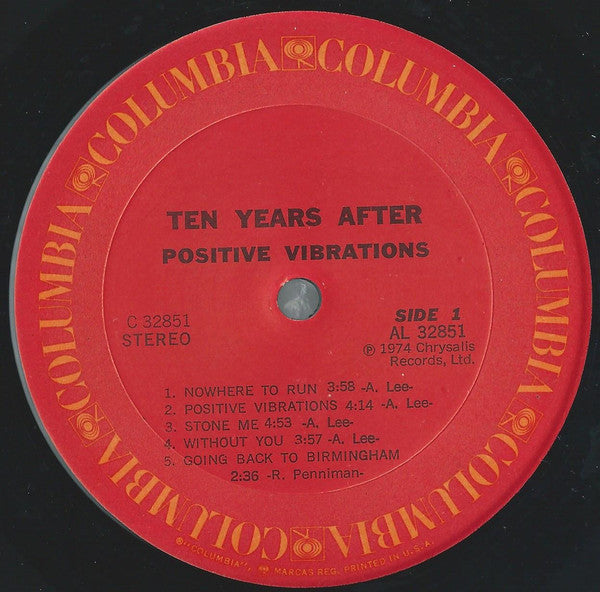 COLUMBIA COLUMBIA COLUMBIA COLUMBIA COLUMBIA COLUMBIA
TEN YEARS AFTER
POSITIVE VIBRATIONS
C 32851
STEREO
SIDE 1
AL 32851
Ⓟ 1974 Chrysalis
Records, Ltd.
1. NOWHERE TO RUN 3:58 -A. Lee-
2. POSITIVE VIBRATIONS 4:14 -A. Lee-
3. STONE ME 4:53 -A. Lee-
4. WITHOUT YOU 3:57 -A. Lee-
5. GOING BACK TO BIRMINGHAM
2:36 -R. Penniman-
®"COLUMBIA", MARCAS REG. PRINTED IN U.S.A.